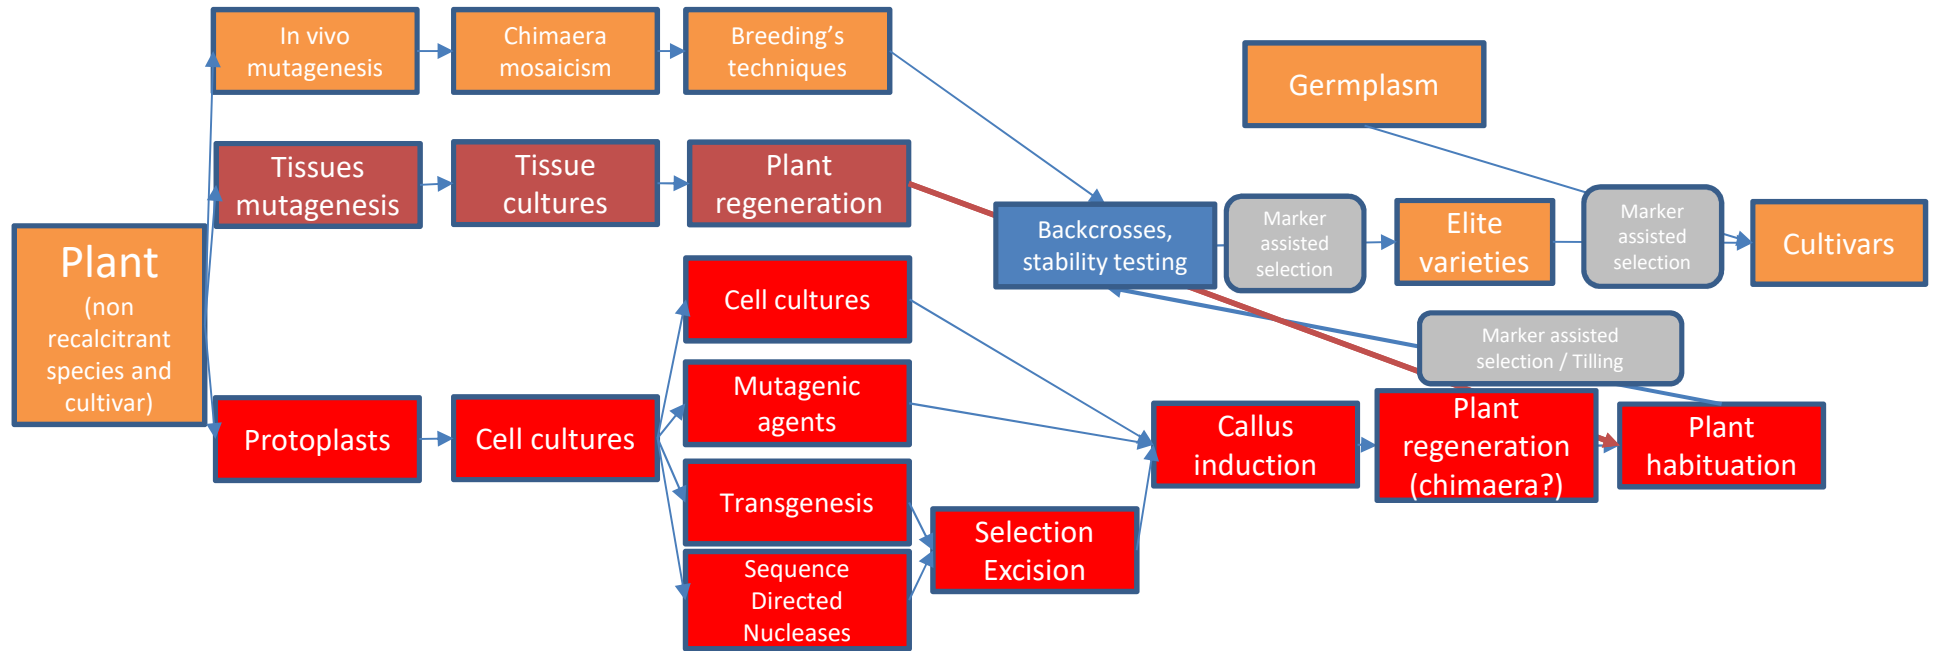 In vivo
mutagenesis
Chimaera
mosaicism
Breeding’s
techniques
Germplasm
Tissues
mutagenesis
Tissue
cultures
Plant
regeneration
Plant
(non
recalcitrant
species and
cultivar)
Backcrosses,
stability testing
Marker
assisted
selection
Elite
varieties
Marker
assisted
selection
Cultivars
Cell cultures
Marker assisted
selection / Tilling
Mutagenic
agents
Protoplasts
Cell cultures
Callus
induction
Plant
regeneration
(chimaera?)
Plant
habituation
Transgenesis
Selection
Excision
Sequence
Directed
Nucleases